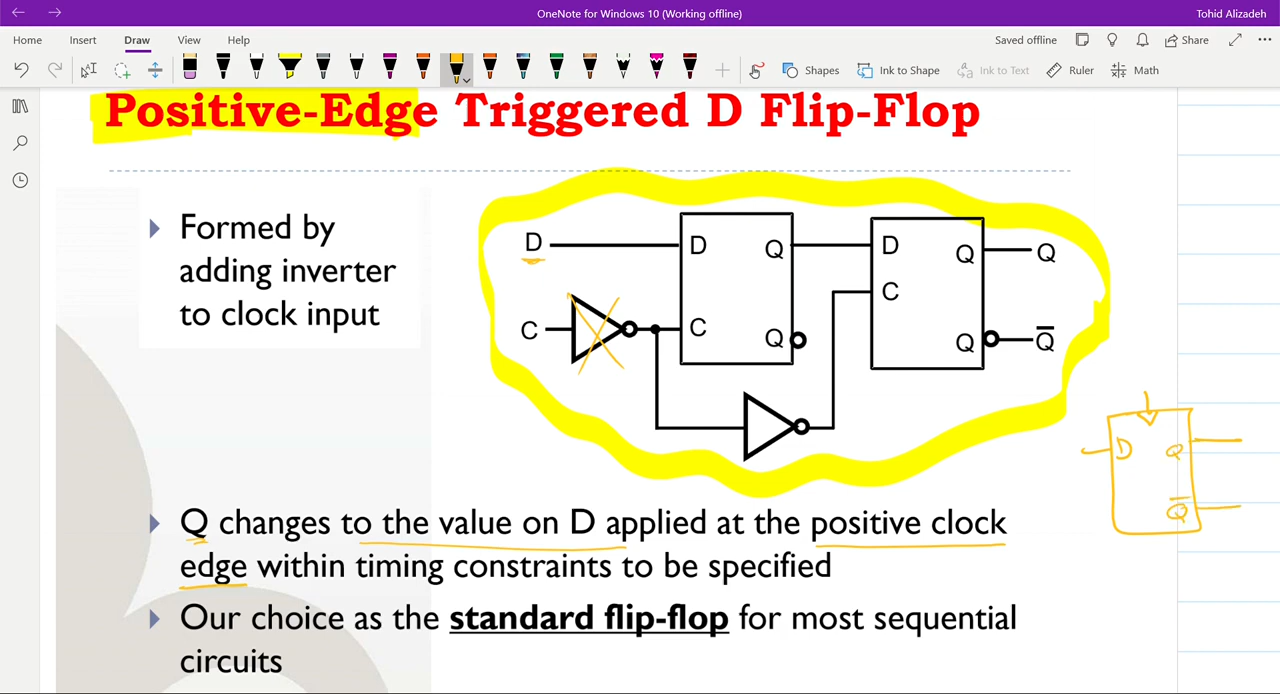 OneNote for Windows 10 (Working offline)
Tohid Alizadeh
Home Insert Draw View Help
Saved offline Share
Shapes Ink to Shape Ink to Text Ruler Math
Positive-Edge Triggered D Flip-Flop
Formed by
adding inverter
to clock input
D D Q D Q Q
C C Q C Q Q̅
D Q
Q̅
Q changes to the value on D applied at the positive clock
edge within timing constraints to be specified
Our choice as the standard flip-flop for most sequential
circuits